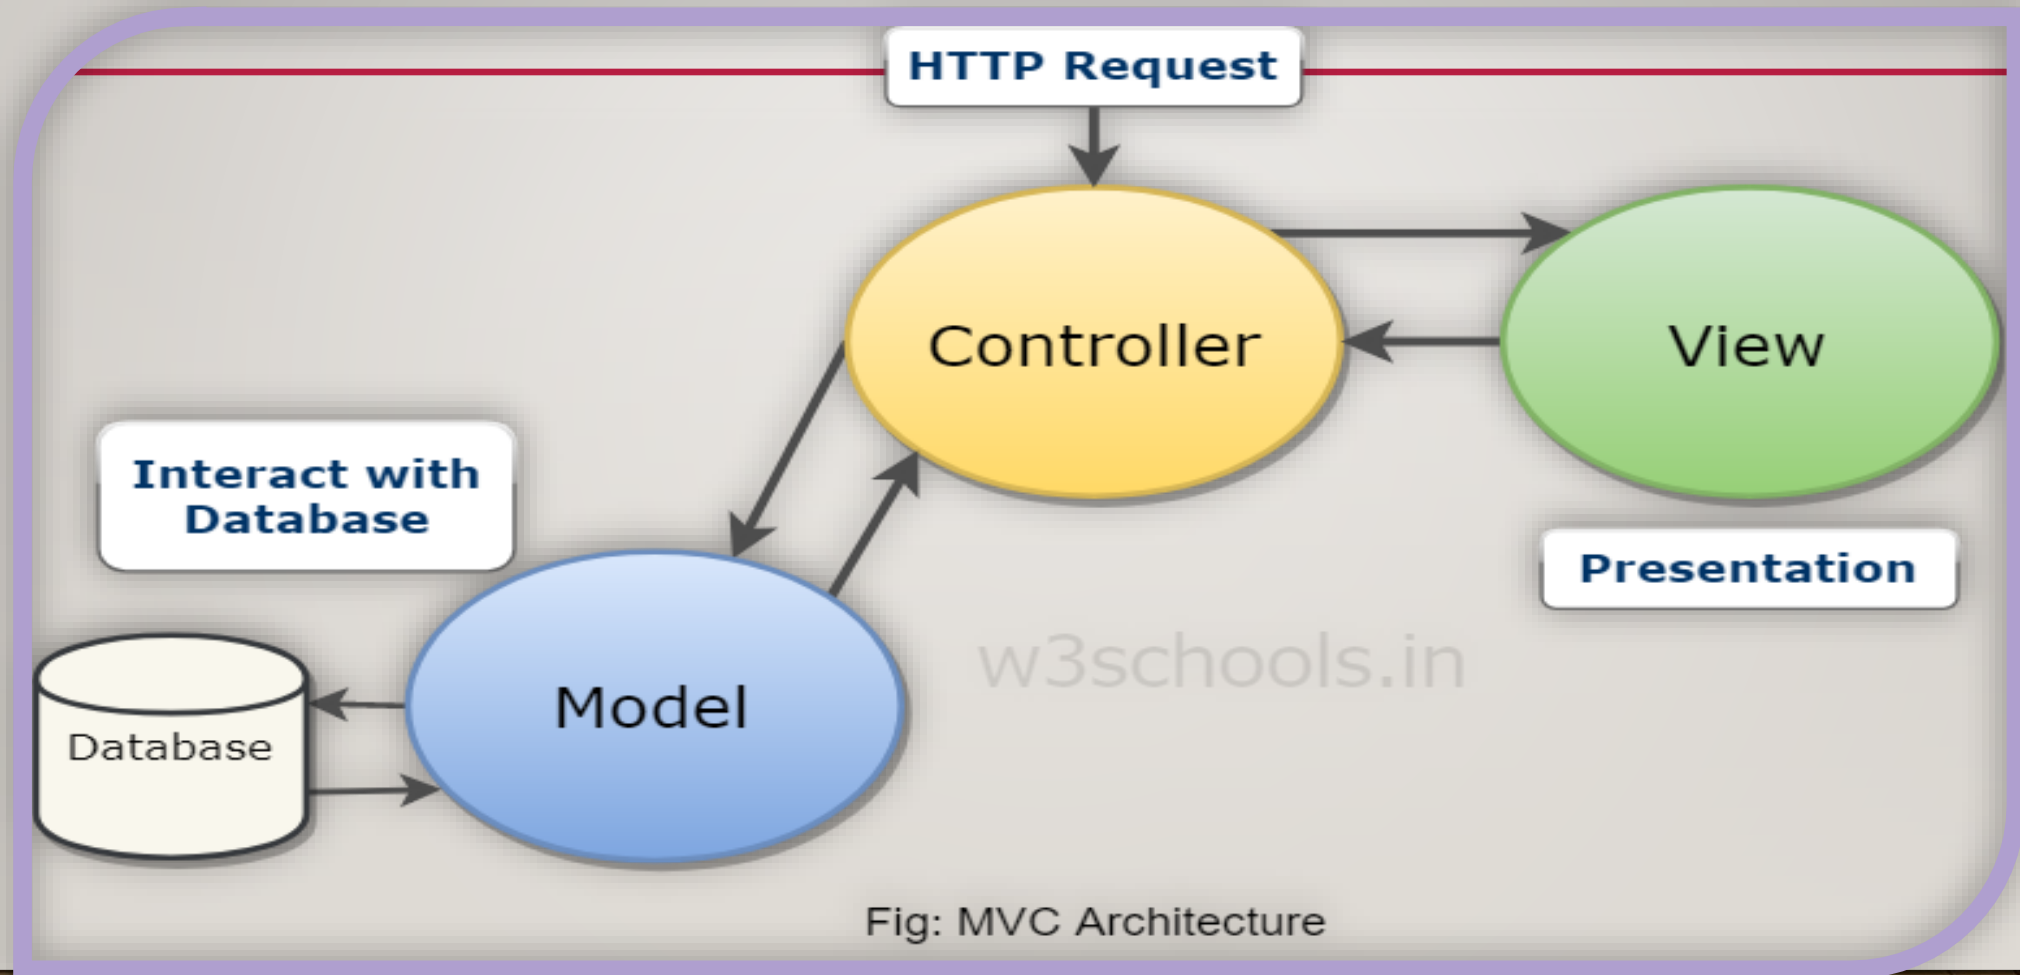 HTTP Request
Controller
View
Interact with
Database
Presentation
w3schools.in
Model
Database
Fig: MVC Architecture